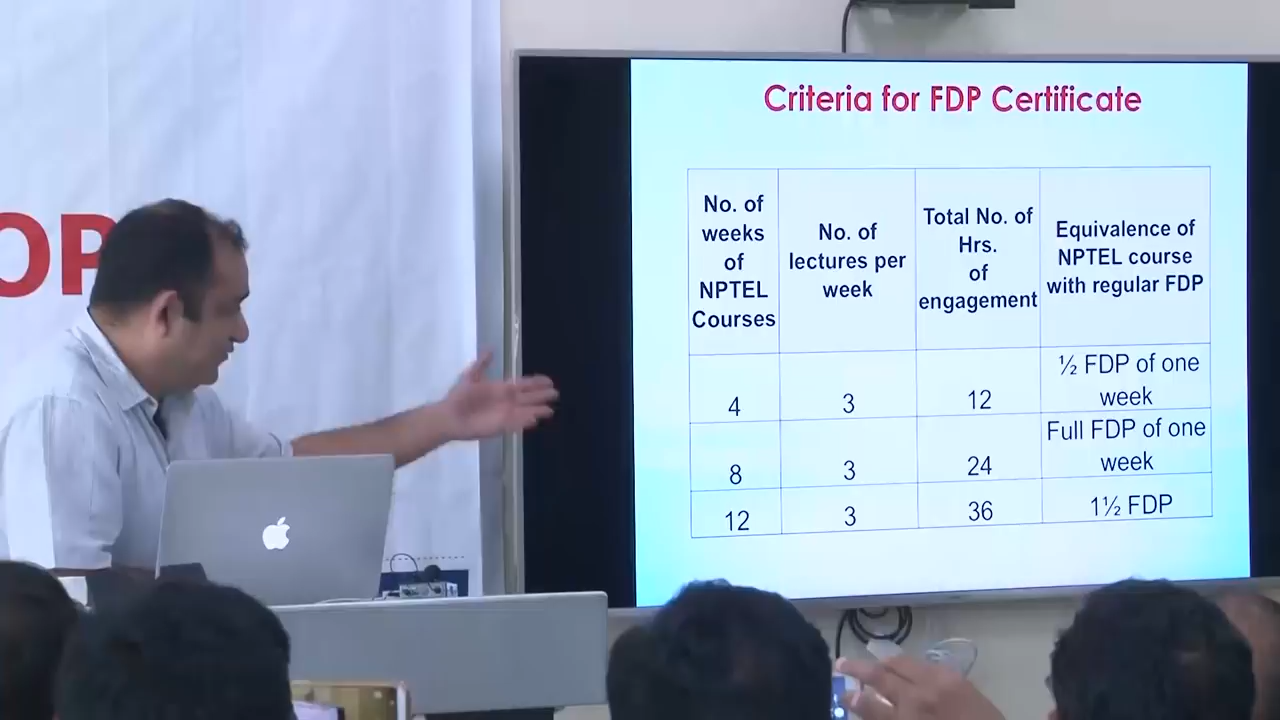 OP
Criteria for FDP Certificate
No. of
weeks
of
NPTEL
Courses
No. of
lectures per
week
Total No. of
Hrs.
of
engagement
Equivalence of
NPTEL course
with regular FDP
4
3
12
½ FDP of one
week
8
3
24
Full FDP of one
week
12
3
36
1½ FDP